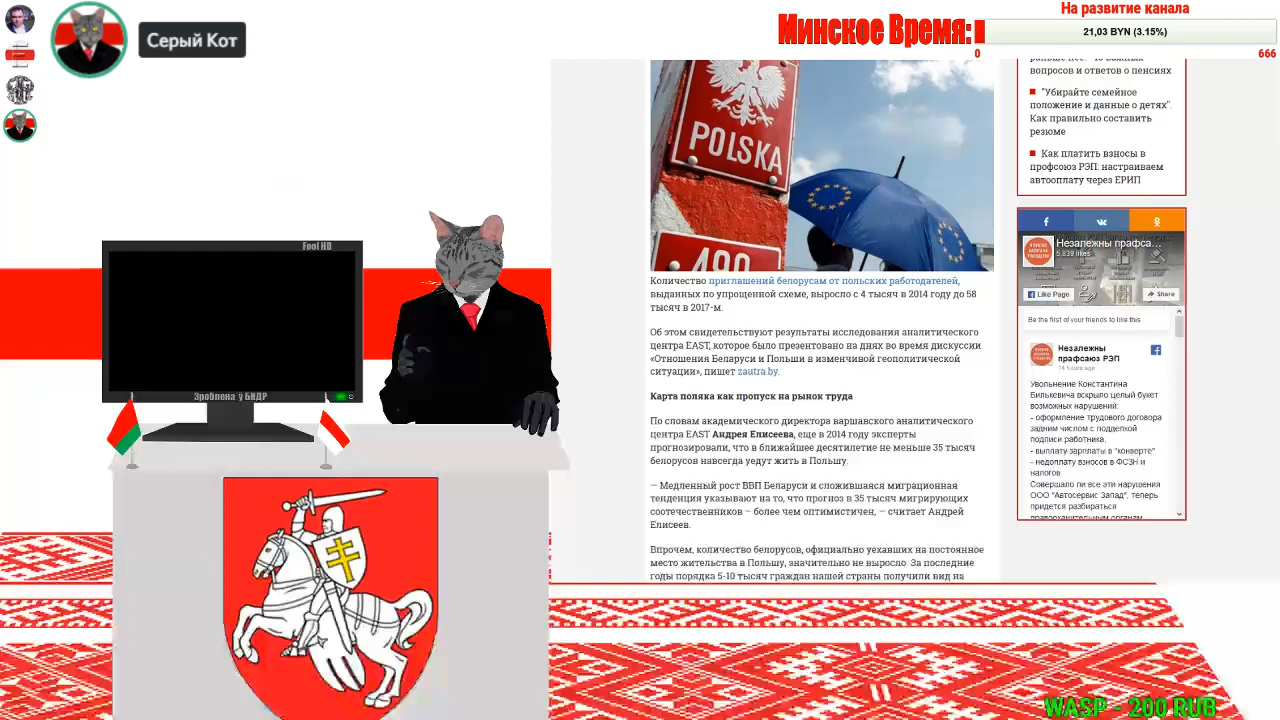 Серый Кот
Минское Время:
На развитие канала
21,03 BYN (3.15%)
0
666
Fool HD
Зроблена ў БНДР
POLSKA
490
Количество приглашений белорусам от польских работодателей,
выданных по упрощенной схеме, выросло с 4 тысяч в 2014 году до 58
тысяч в 2017-м.
Об этом свидетельствуют результаты исследования аналитического
центра EAST, которое было презентовано на днях во время дискуссии
«Отношения Беларуси и Польши в изменчивой геополитической
ситуации», пишет zautra.by.
Карта поляка как пропуск на рынок труда
По словам академического директора варшавского аналитического
центра EAST Андрея Елисеева, еще в 2014 году эксперты
прогнозировали, что в ближайшее десятилетие не меньше 35 тысяч
белорусов навсегда уедут жить в Польшу.
— Медленный рост ВВП Беларуси и сложившаяся миграционная
тенденция указывают на то, что прогноз в 35 тысяч мигрирующих
соотечественников – более чем оптимистичен, — считает Андрей
Елисеев.
Впрочем, количество белорусов, официально уехавших на постоянное
место жительства в Польшу, значительно не выросло. За последние
годы порядка 5-10 тысяч граждан нашей страны получили вид на
вопросов и ответов о пенсиях
"Убирайте семейное
положение и данные о детях".
Как правильно составить
резюме
Как платить взносы в
профсоюз РЭП: настраиваем
автооплату через ЕРИП
Незалежны прафса...
5,839 likes
Like Page
Share
Be the first of your friends to like this
Незалежны
прафсаюз РЭП
Увольнение Константина
Билькевича вскрыло целый букет
возможных нарушений:
- оформление трудового договора
задним числом с подделкой
подписи работника,
- выплату зарплаты в "конверте"
- недоплату взносов в ФСЗН и
налогов
Совершало ли все эти нарушения
ООО "Автосервис Запад", теперь
придется разбираться
правоохранительным органам
WASP - 200 RUB